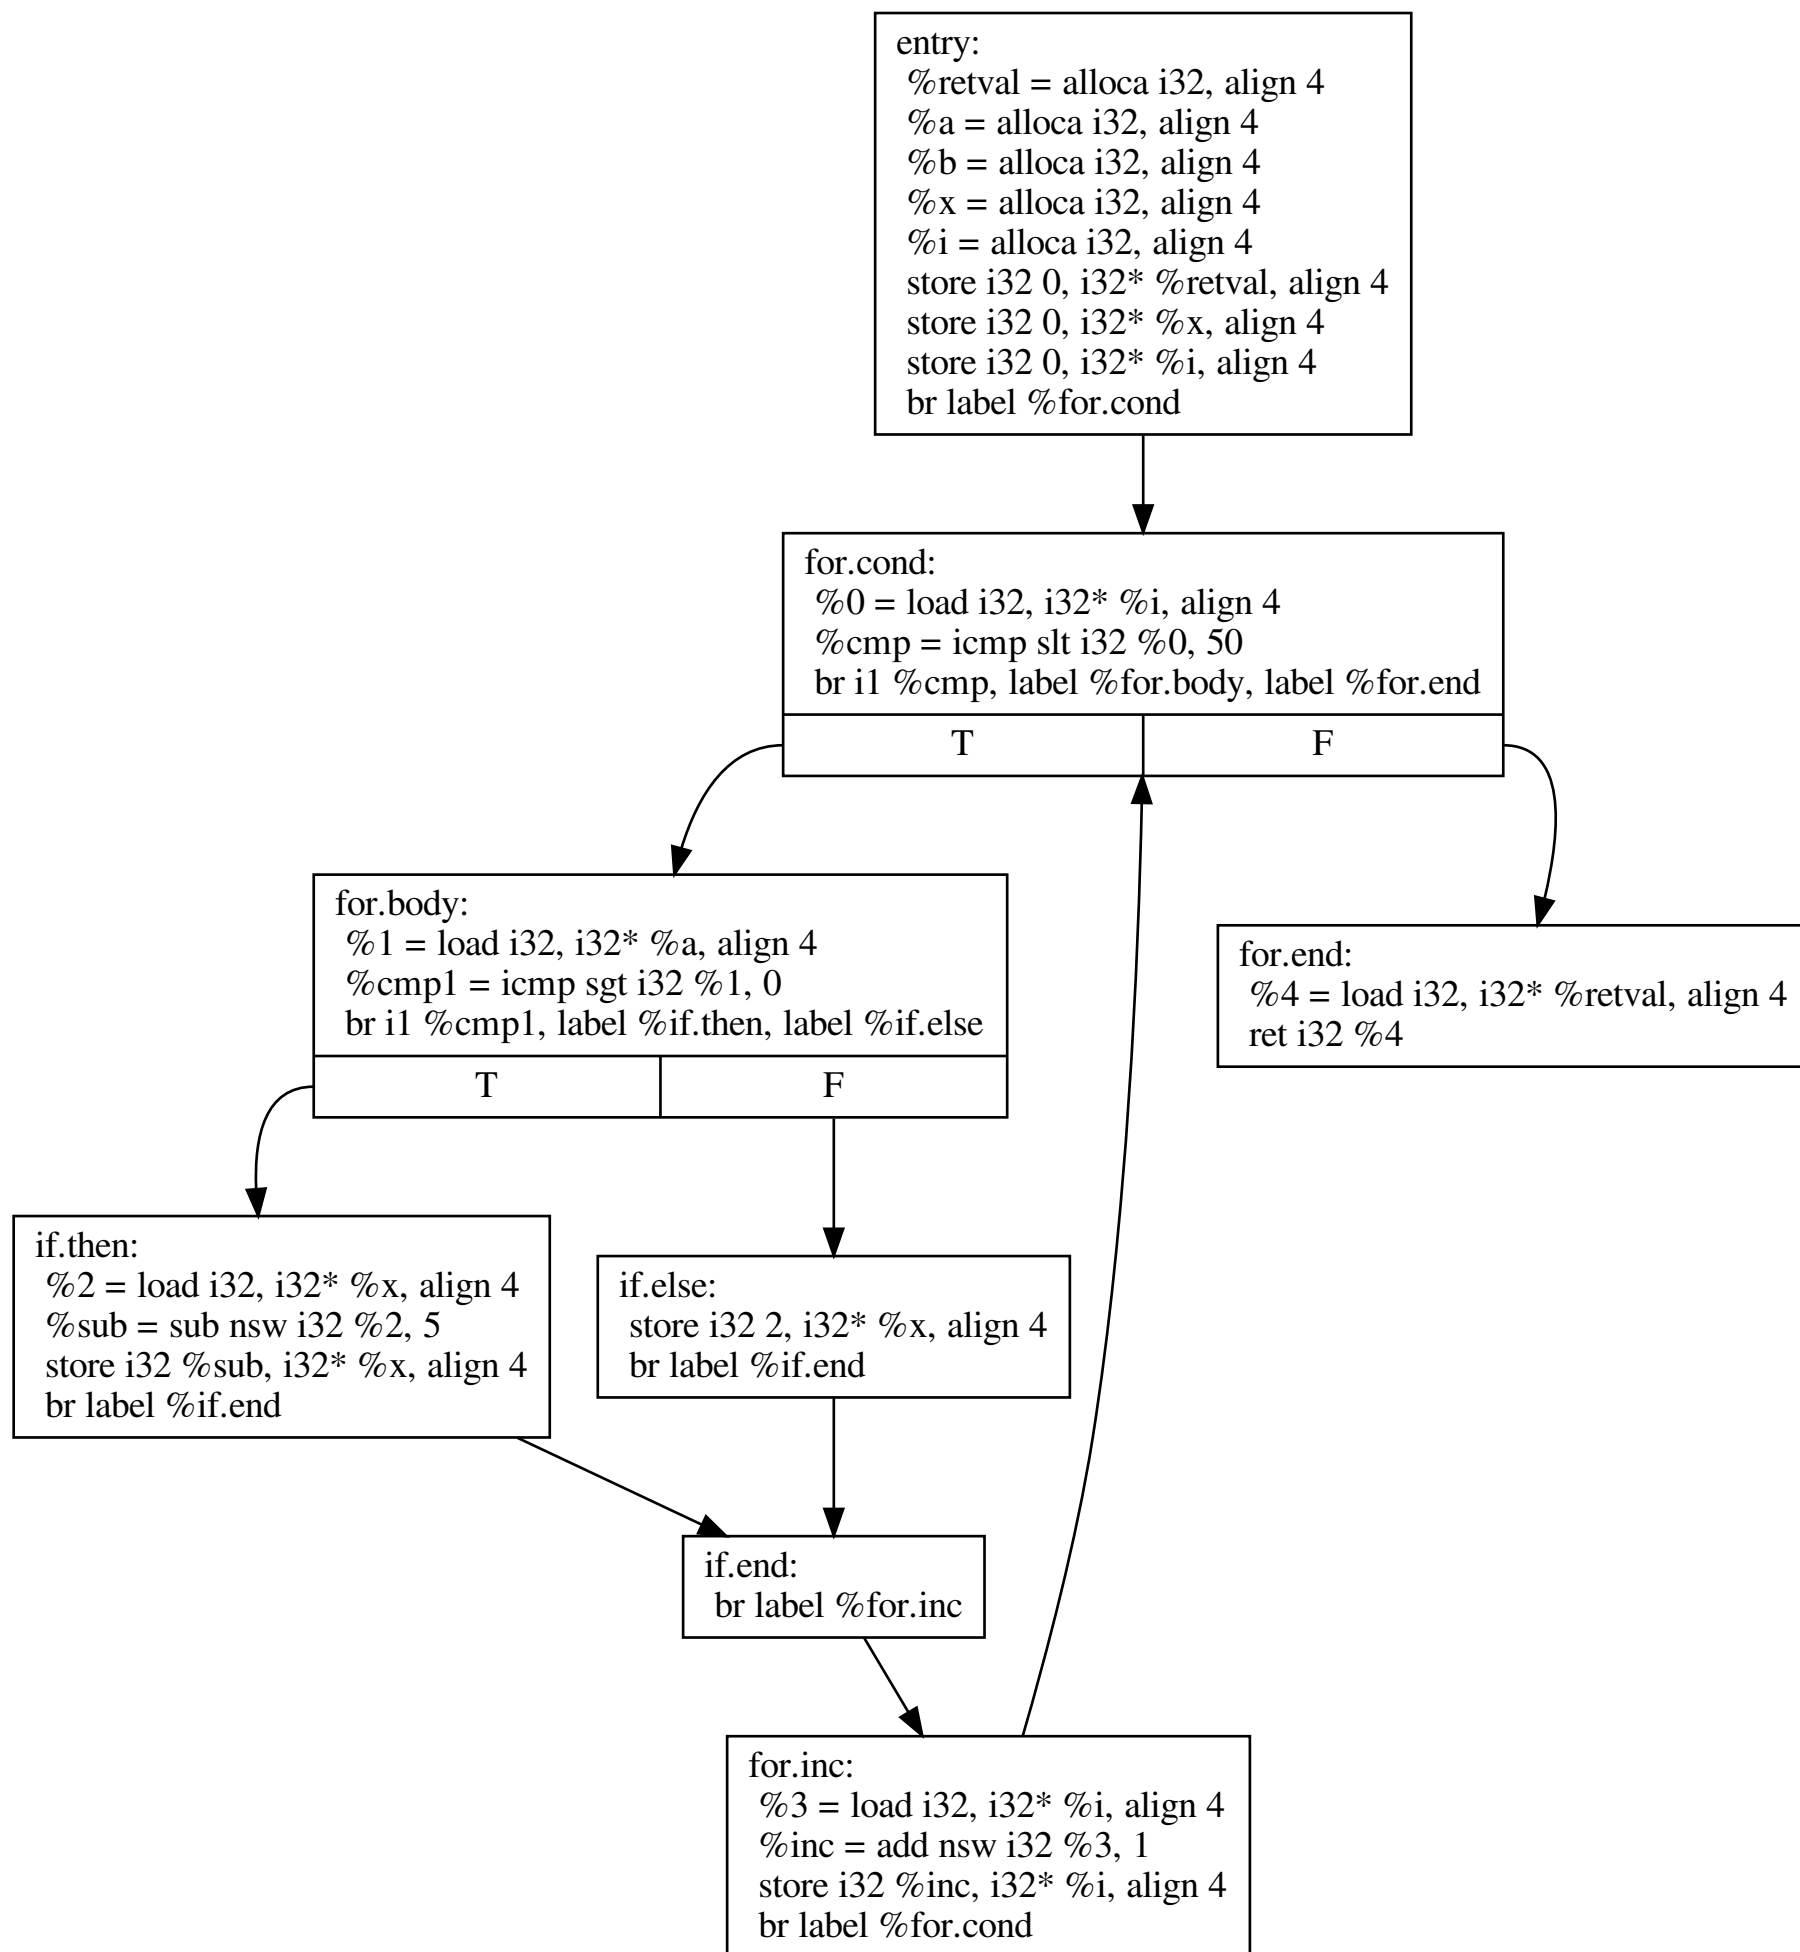 entry:
%retval = alloca i32, align 4
%a = alloca i32, align 4
%b = alloca i32, align 4
%x = alloca i32, align 4
%i = alloca i32, align 4
store i32 0, i32* %retval, align 4
store i32 0, i32* %x, align 4
store i32 0, i32* %i, align 4
br label %for.cond
for.cond:
%0 = load i32, i32* %i, align 4
%cmp = icmp slt i32 %0, 50
br i1 %cmp, label %for.body, label %for.end
T F
for.body:
%1 = load i32, i32* %a, align 4
%cmp1 = icmp sgt i32 %1, 0
br i1 %cmp1, label %if.then, label %if.else
T F
for.end:
%4 = load i32, i32* %retval, align 4
ret i32 %4
if.then:
%2 = load i32, i32* %x, align 4
%sub = sub nsw i32 %2, 5
store i32 %sub, i32* %x, align 4
br label %if.end
if.else:
store i32 2, i32* %x, align 4
br label %if.end
if.end:
br label %for.inc
for.inc:
%3 = load i32, i32* %i, align 4
%inc = add nsw i32 %3, 1
store i32 %inc, i32* %i, align 4
br label %for.cond